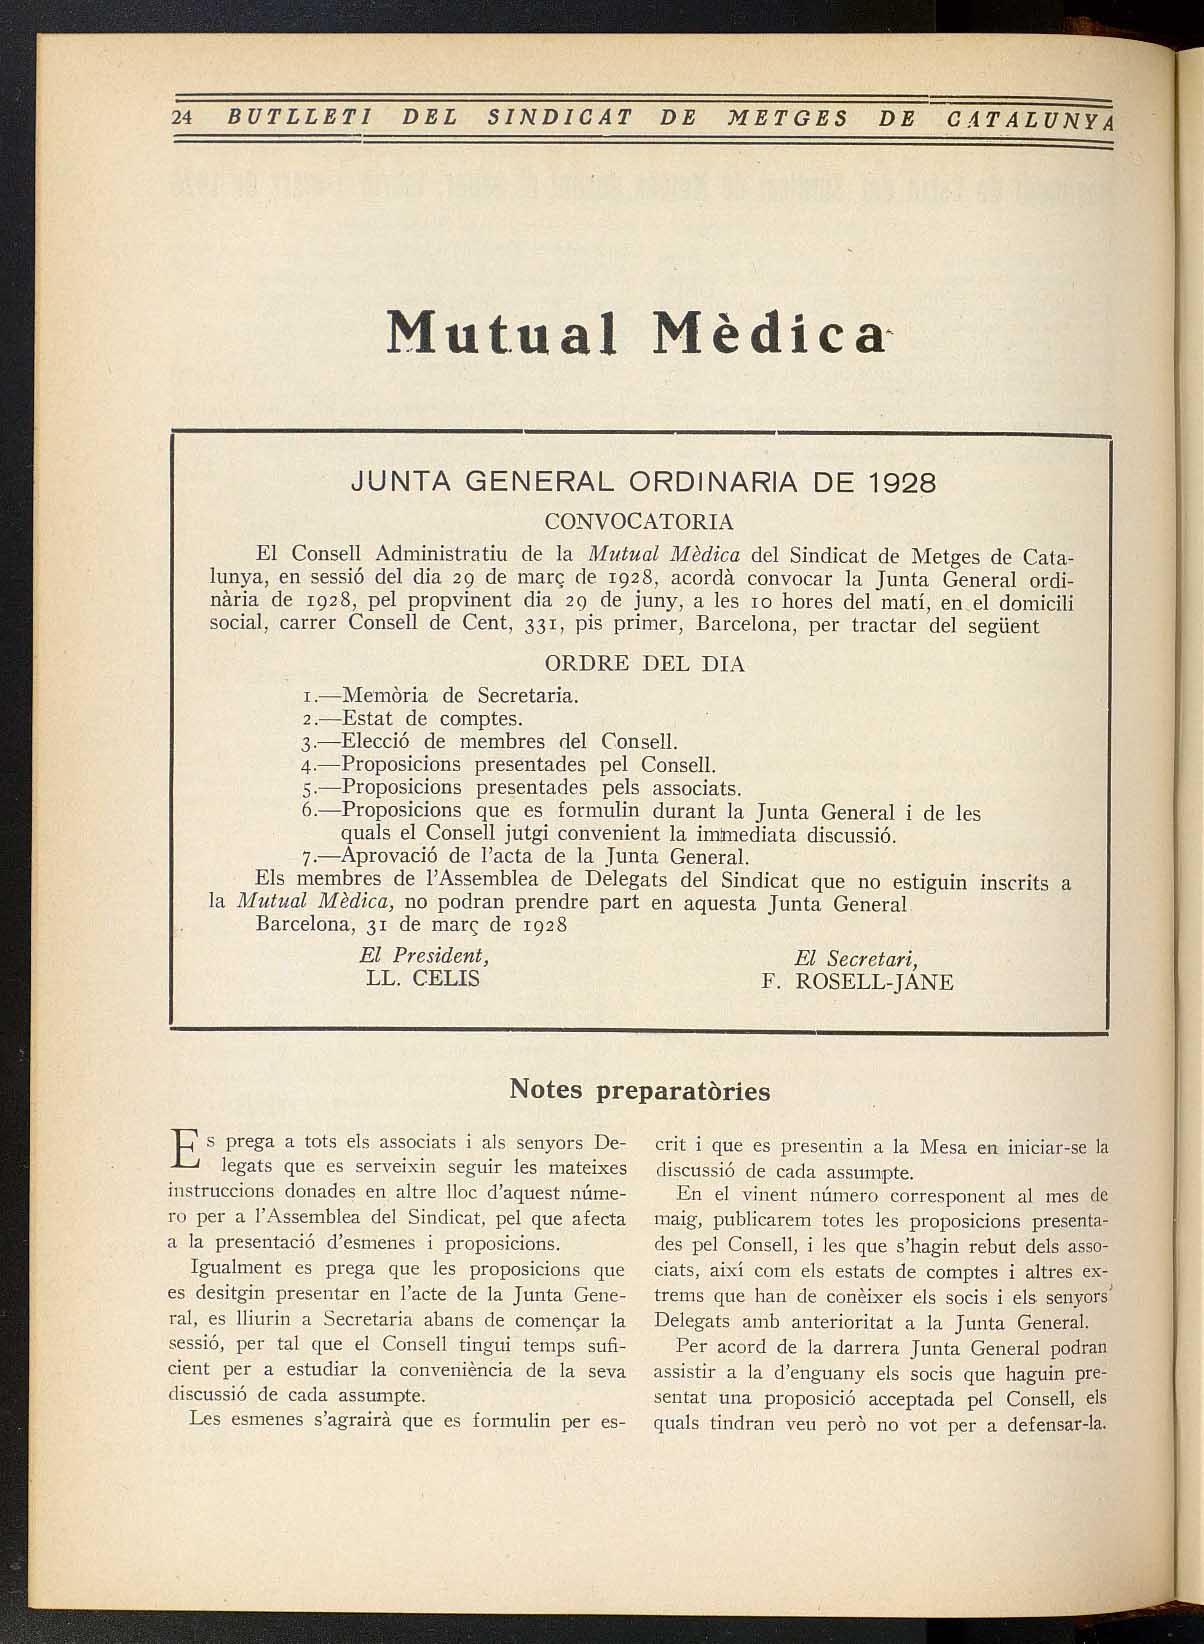 24 BUTLLETI DEL SINDICAT DE METGES DE CATALUNYA
Mutual Mèdica
JUNTA GENERAL ORDINARIA DE 1928
CONVOCATORIA
El Consell Administratiu de la Mutual Mèdica del Sindicat de Metges de Cata-
lunya, en sessió del dia 29 de març de 1928, acordà convocar la Junta General ordi-
nària de 1928, pel propvinent dia 29 de juny, a les 10 hores del matí, en el domicili
social, carrer Consell de Cent, 331, pis primer, Barcelona, per tractar del següent
ORDRE DEL DIA
1.—Memòria de Secretaria.
2.—Estat de comptes.
3.—Elecció de membres del Consell.
4.—Proposicions presentades pel Consell.
5.—Proposicions presentades pels associats.
6.—Proposicions que es formulin durant la Junta General i de les
quals el Consell jutgi convenient la immediata discussió.
7.—Aprovació de l'acta de la Junta General.
Els membres de l'Assemblea de Delegats del Sindicat que no estiguin inscrits a
la Mutual Mèdica, no podran prendre part en aquesta Junta General
Barcelona, 31 de març de 1928
El President,
LL. CELIS
El Secretari,
F. ROSELL-JANE
Notes preparatòries
Es prega a tots els associats i als senyors De-
legats que es serveixin seguir les mateixes
instruccions donades en altre lloc d'aquest núme-
ro per a l'Assemblea del Sindicat, pel que afecta
a la presentació d'esmenes i proposicions.
Igualment es prega que les proposicions que
es desitgin presentar en l'acte de la Junta Gene-
ral, es lliurin a Secretaria abans de començar la
sessió, per tal que el Consell tingui temps sufi-
cient per a estudiar la conveniència de la seva
discussió de cada assumpte.
Les esmenes s'agrairà que es formulin per es-
crit i que es presentin a la Mesa en iniciar-se la
discussió de cada assumpte.
En el vinent número corresponent al mes de
maig, publicarem totes les proposicions presenta-
des pel Consell, i les que s'hagin rebut dels asso-
ciats, així com els estats de comptes i altres ex-
trems que han de conèixer els socis i els senyors
Delegats amb anterioritat a la Junta General.
Per acord de la darrera Junta General podran
assistir a la d'enguany els socis que haguin pre-
sentat una proposició acceptada pel Consell, els
quals tindran veu però no vot per a defensar-la.